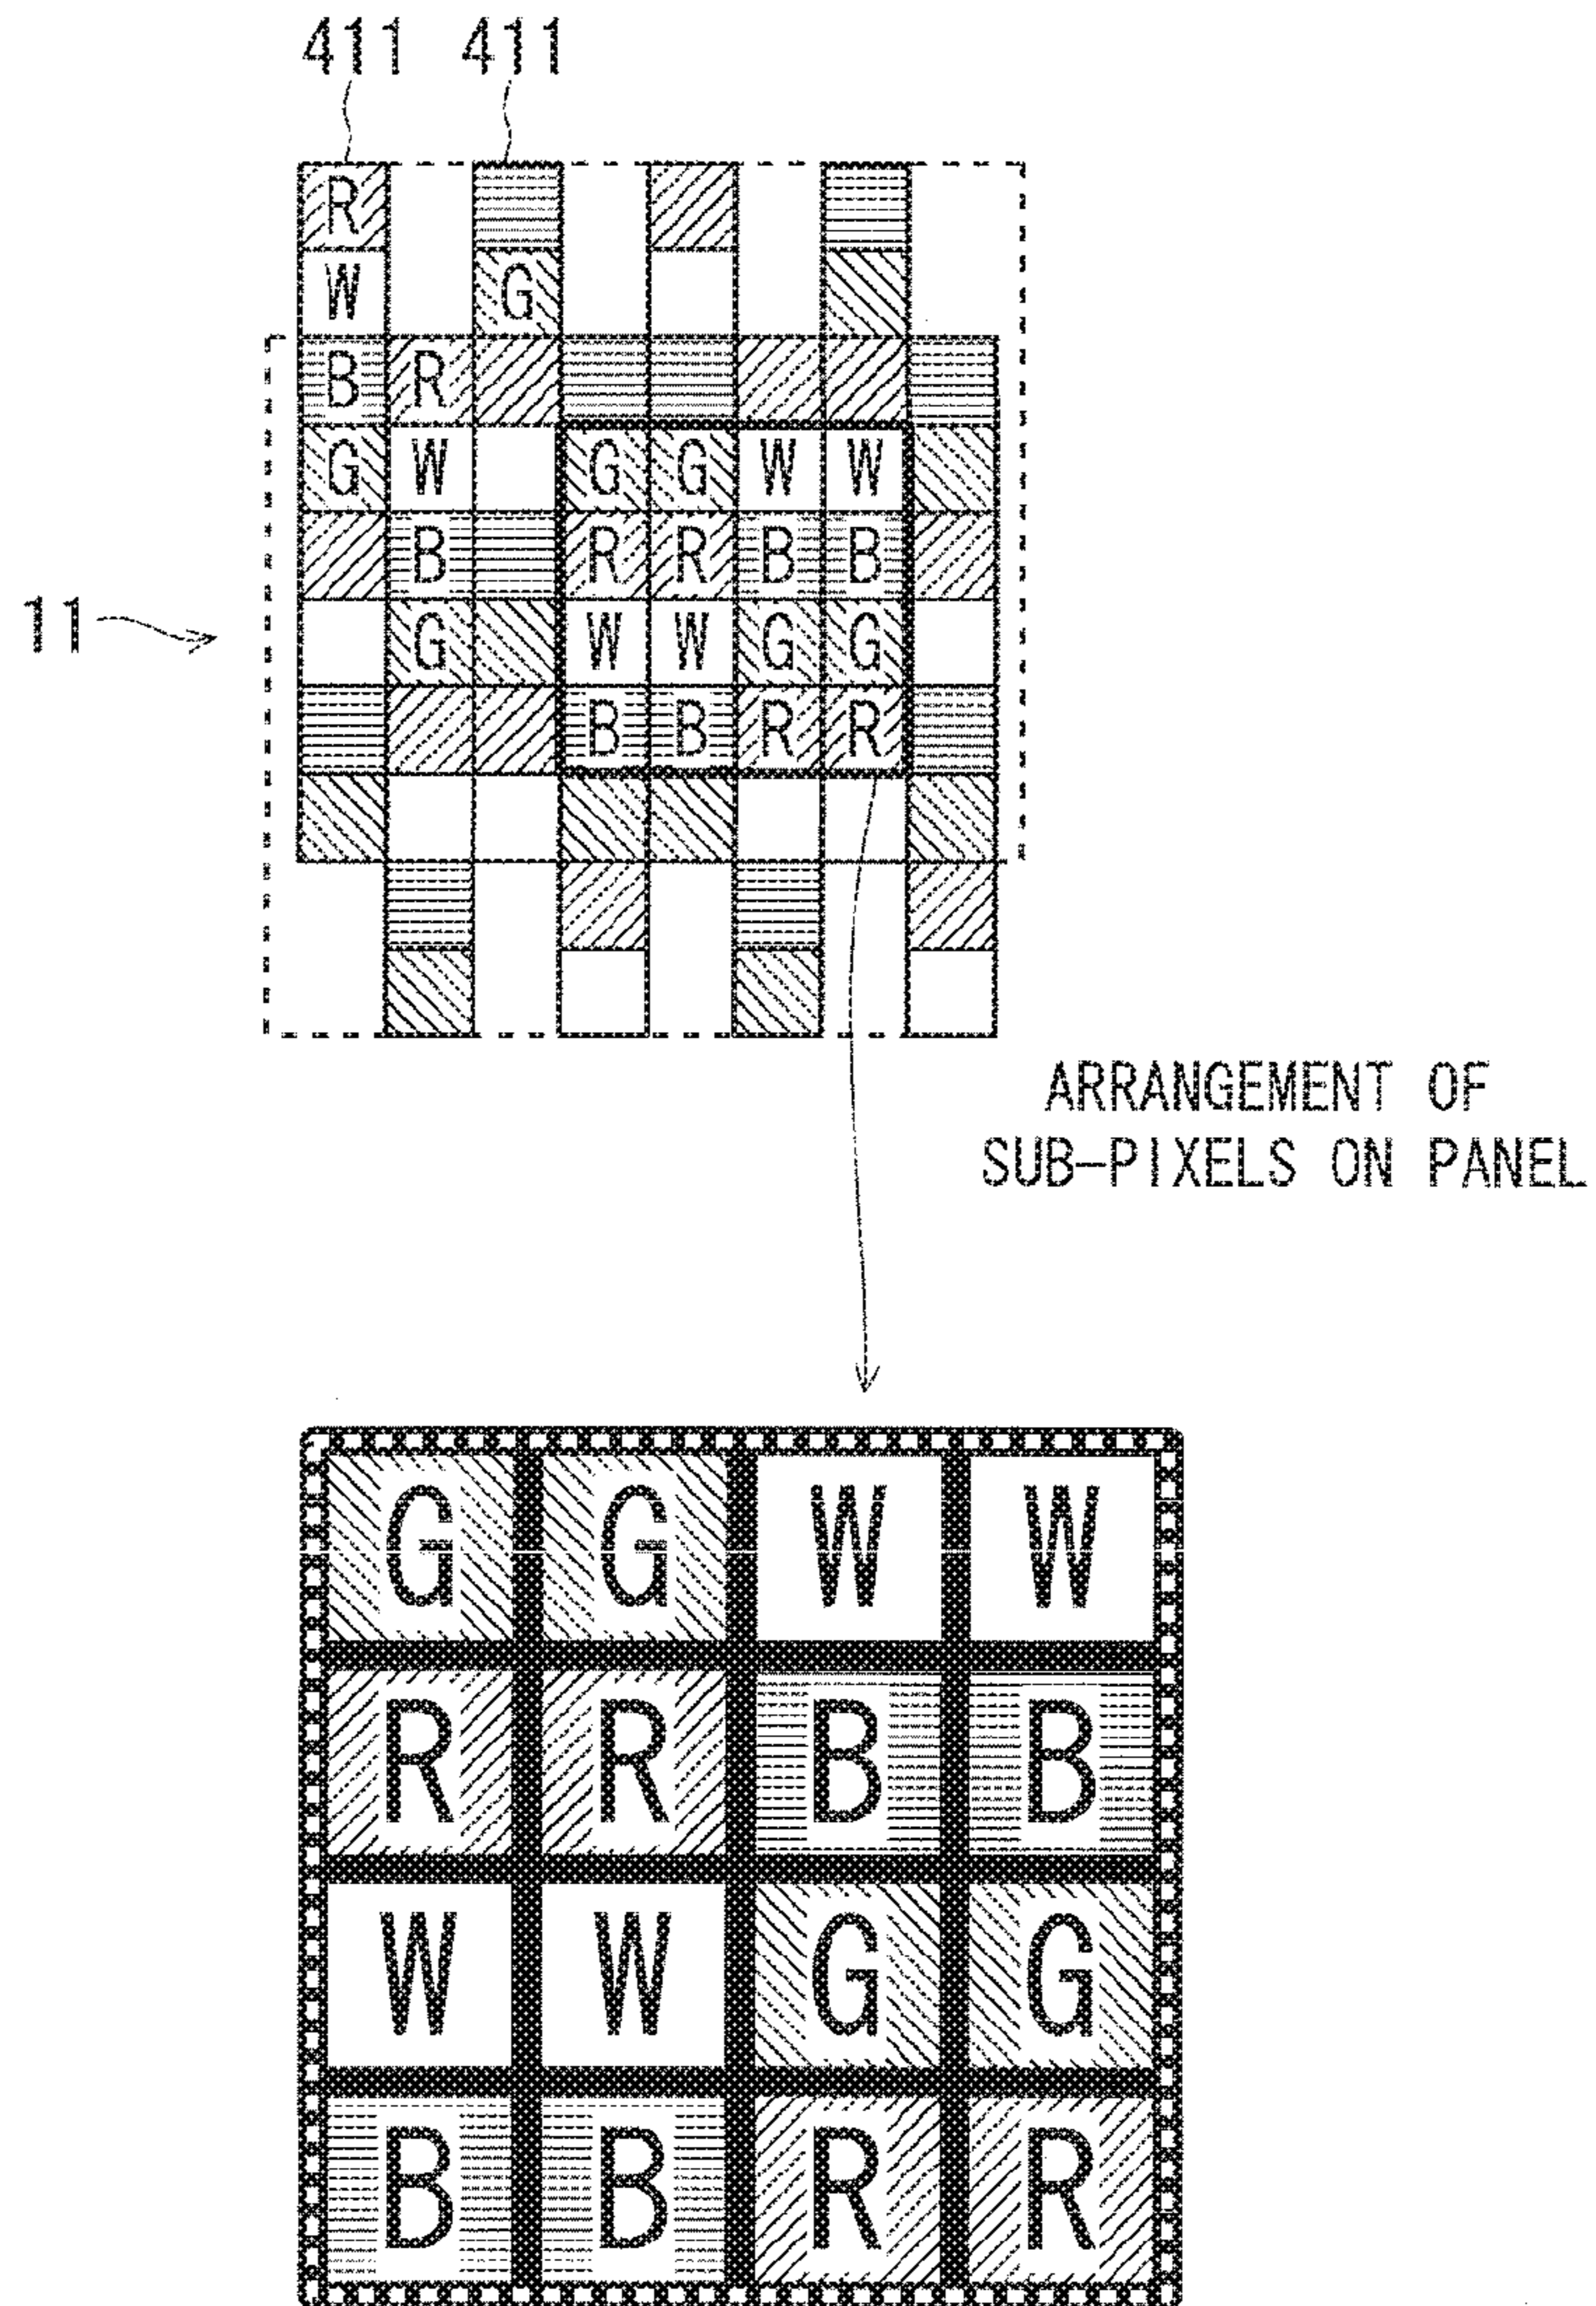 411 411
R
W G
B R
G W G G W W
B R R B B
11
G W W G G
B B R R
ARRANGEMENT OF
SUB-PIXELS ON PANEL
G G W W
R R B B
W W G G
B B R R